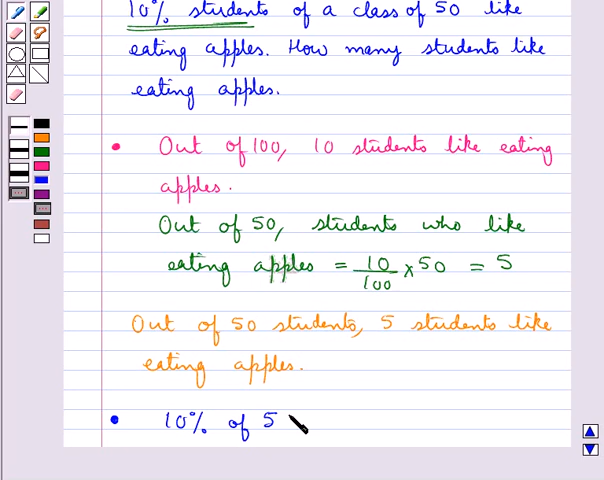 10% students of a class of 50 like
eating apples. How many students like
eating apples.
• Out of 100, 10 students like eating
apples.
Out of 50, students who like
eating apples = 10/100 × 50 = 5
Out of 50 students, 5 students like
eating apples.
• 10% of 5